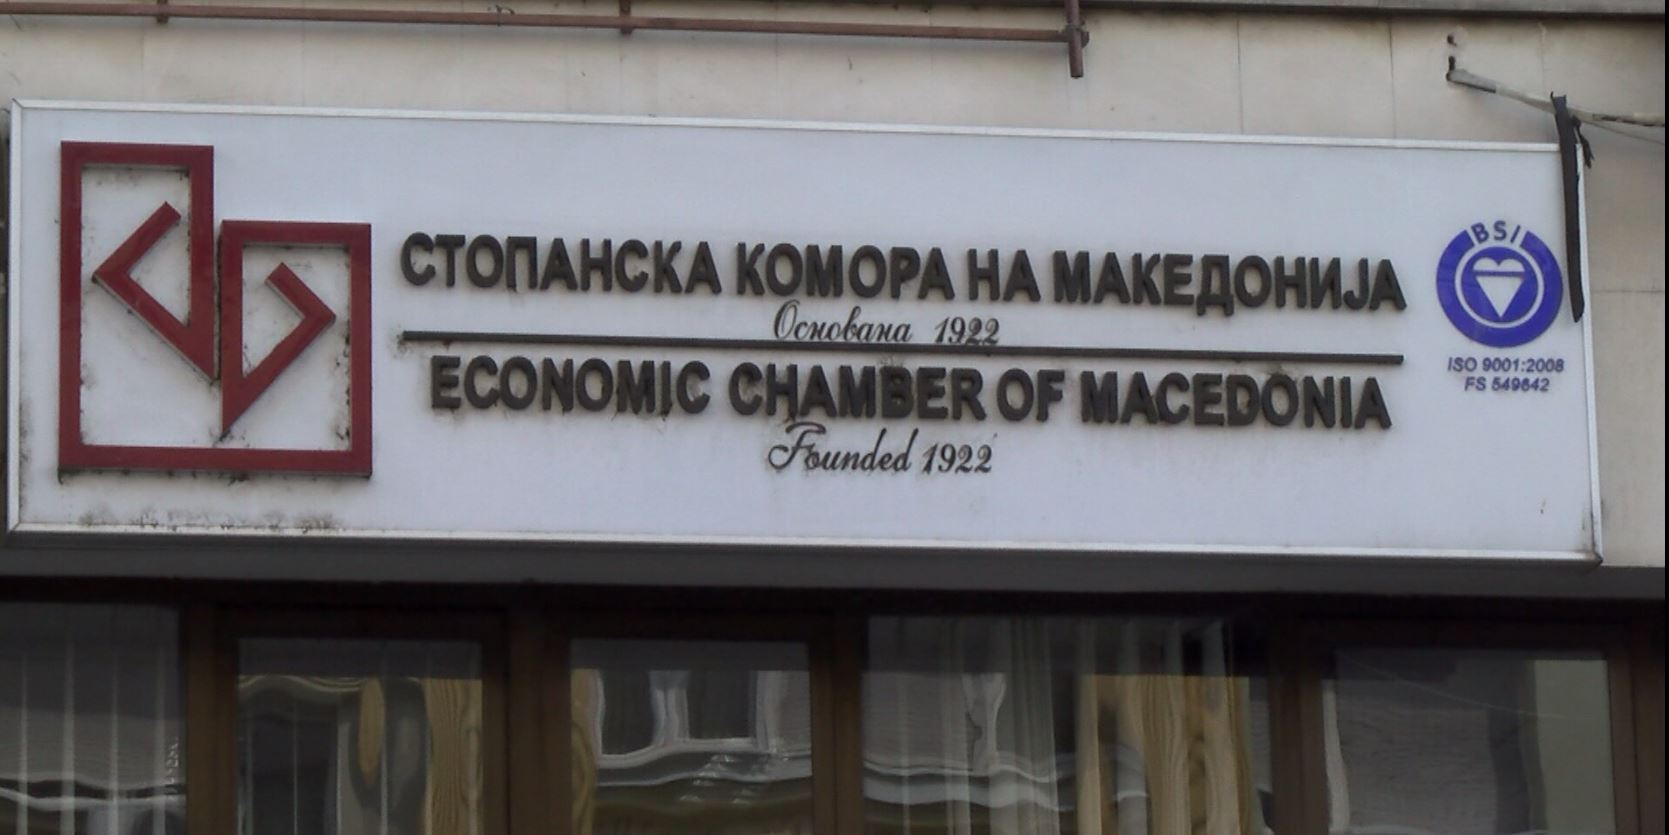 СТОПАНСКА КОМОРА НА МАКЕДОНИЈА
Основана 1922
ECONOMIC CHAMBER OF MACEDONIA
Founded 1922
BSI
ISO 9001:2008
FS 549642